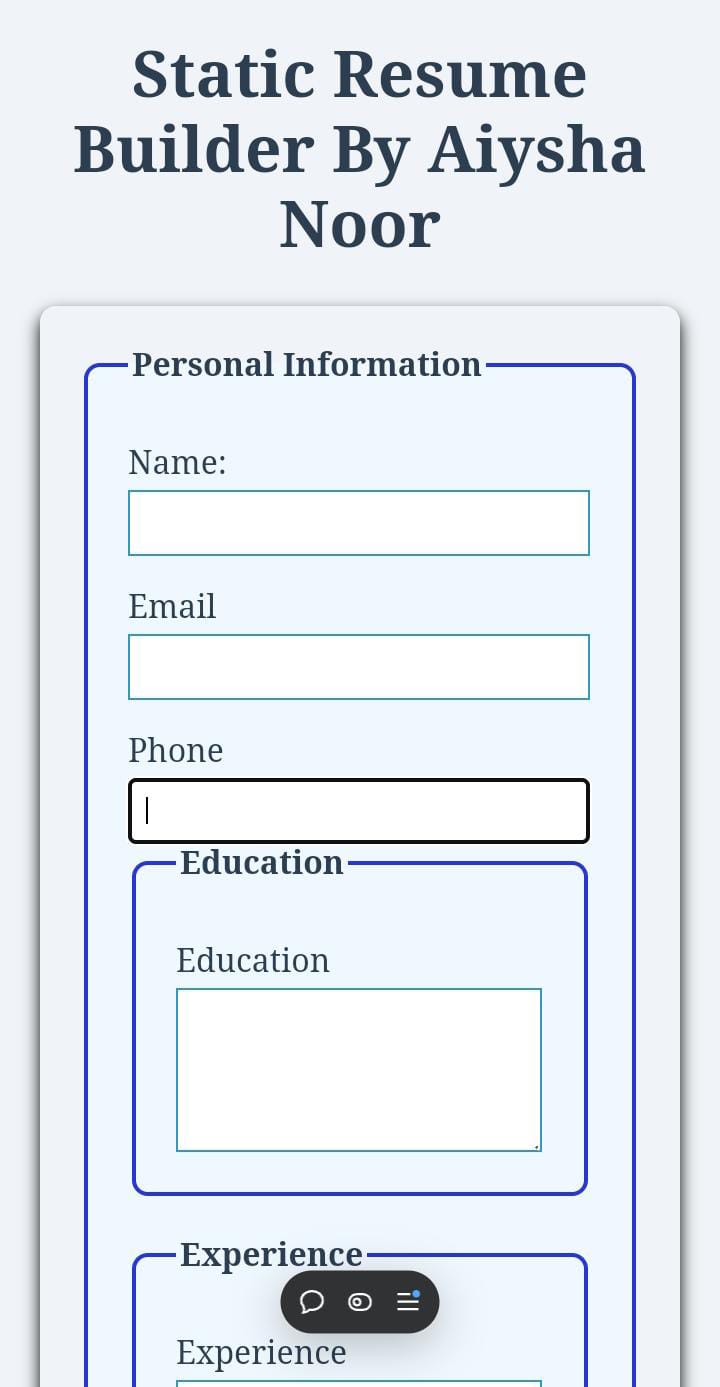 Static Resume
Builder By Aiysha
Noor
Personal Information
Name:
Email
Phone
Education
Education
Experience
Experience